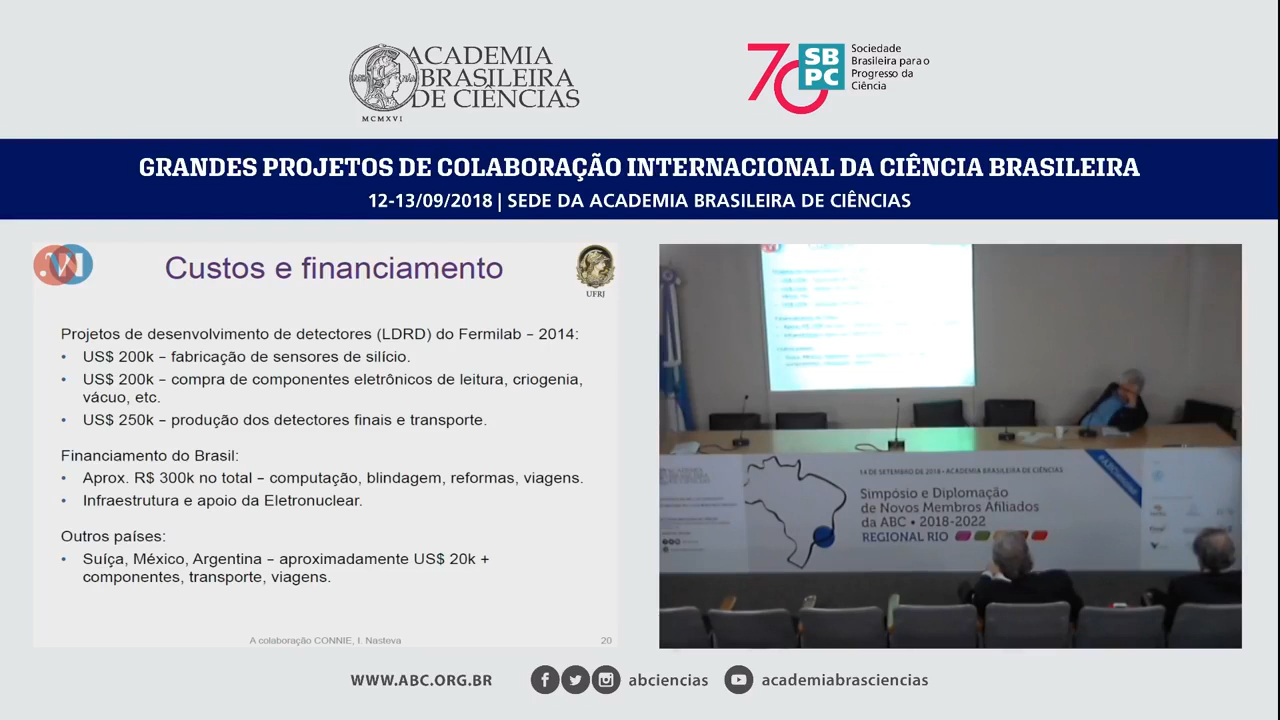 ACADEMIA
BRASILEIRA
DE CIÊNCIAS
MCMXVI
70
SB
PC
Sociedade
Brasileira para o
Progresso da
Ciência
GRANDES PROJETOS DE COLABORAÇÃO INTERNACIONAL DA CIÊNCIA BRASILEIRA
12-13/09/2018 | SEDE DA ACADEMIA BRASILEIRA DE CIÊNCIAS
Custos e financiamento
UFRJ
Projetos de desenvolvimento de detectores (LDRD) do Fermilab – 2014:
• US$ 200k – fabricação de sensores de silício.
• US$ 200k – compra de componentes eletrônicos de leitura, criogenia,
vácuo, etc.
• US$ 250k – produção dos detectores finais e transporte.
Financiamento do Brasil:
• Aprox. R$ 300k no total – computação, blindagem, reformas, viagens.
• Infraestrutura e apoio da Eletronuclear.
Outros países:
• Suíça, México, Argentina – aproximadamente US$ 20k +
componentes, transporte, viagens.
A colaboração CONNIE, I. Nasteva
20
14 DE SETEMBRO DE 2018 • ACADEMIA BRASILEIRA DE CIÊNCIAS
Simpósio e Diplomação
de Novos Membros Afiliados
da ABC • 2018-2022
REGIONAL RIO
WWW.ABC.ORG.BR
abciencias
academiabrasciencias